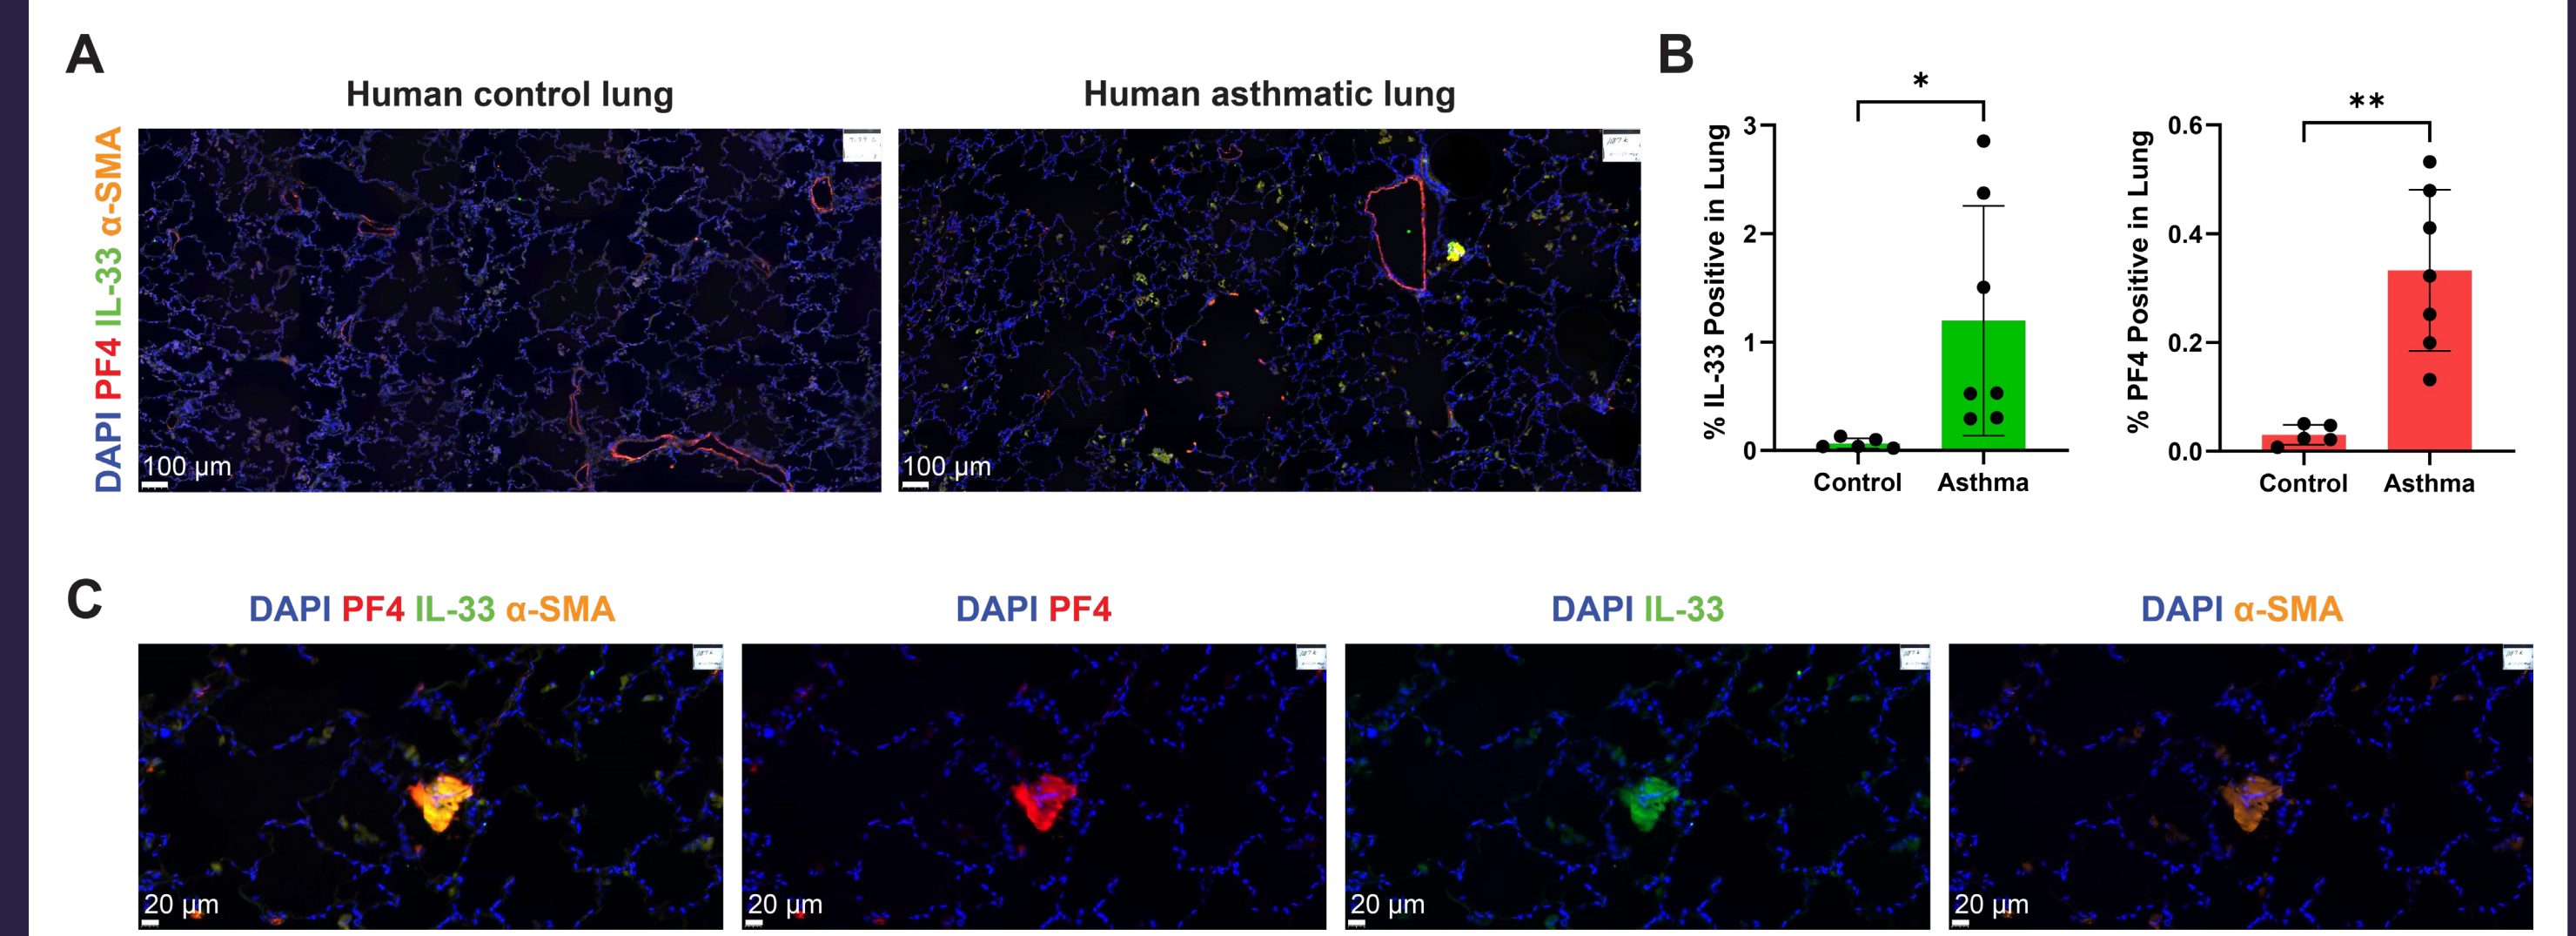 A
Human control lung
Human asthmatic lung
DAPI PF4 IL-33 α-SMA
100 µm
100 µm
B
*
% IL-33 Positive in Lung
3
2
1
0
Control
Asthma
**
% PF4 Positive in Lung
0.6
0.4
0.2
0.0
Control
Asthma
C
DAPI PF4 IL-33 α-SMA
DAPI PF4
DAPI IL-33
DAPI α-SMA
20 µm
20 µm
20 µm
20 µm